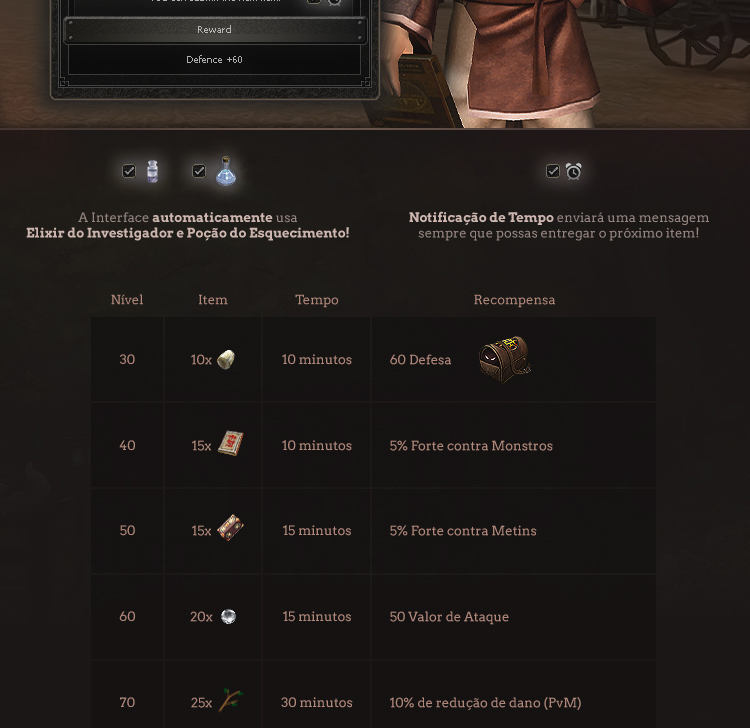 Reward
Defence +60
A Interface automaticamente usa
Elixir do Investigador e Poção do Esquecimento!
Notificação de Tempo enviará uma mensagem
sempre que possas entregar o próximo item!
Nível Item Tempo Recompensa
30 10x 10 minutos 60 Defesa
40 15x 10 minutos 5% Forte contra Monstros
50 15x 15 minutos 5% Forte contra Metins
60 20x 15 minutos 50 Valor de Ataque
70 25x 30 minutos 10% de redução de dano (PvM)